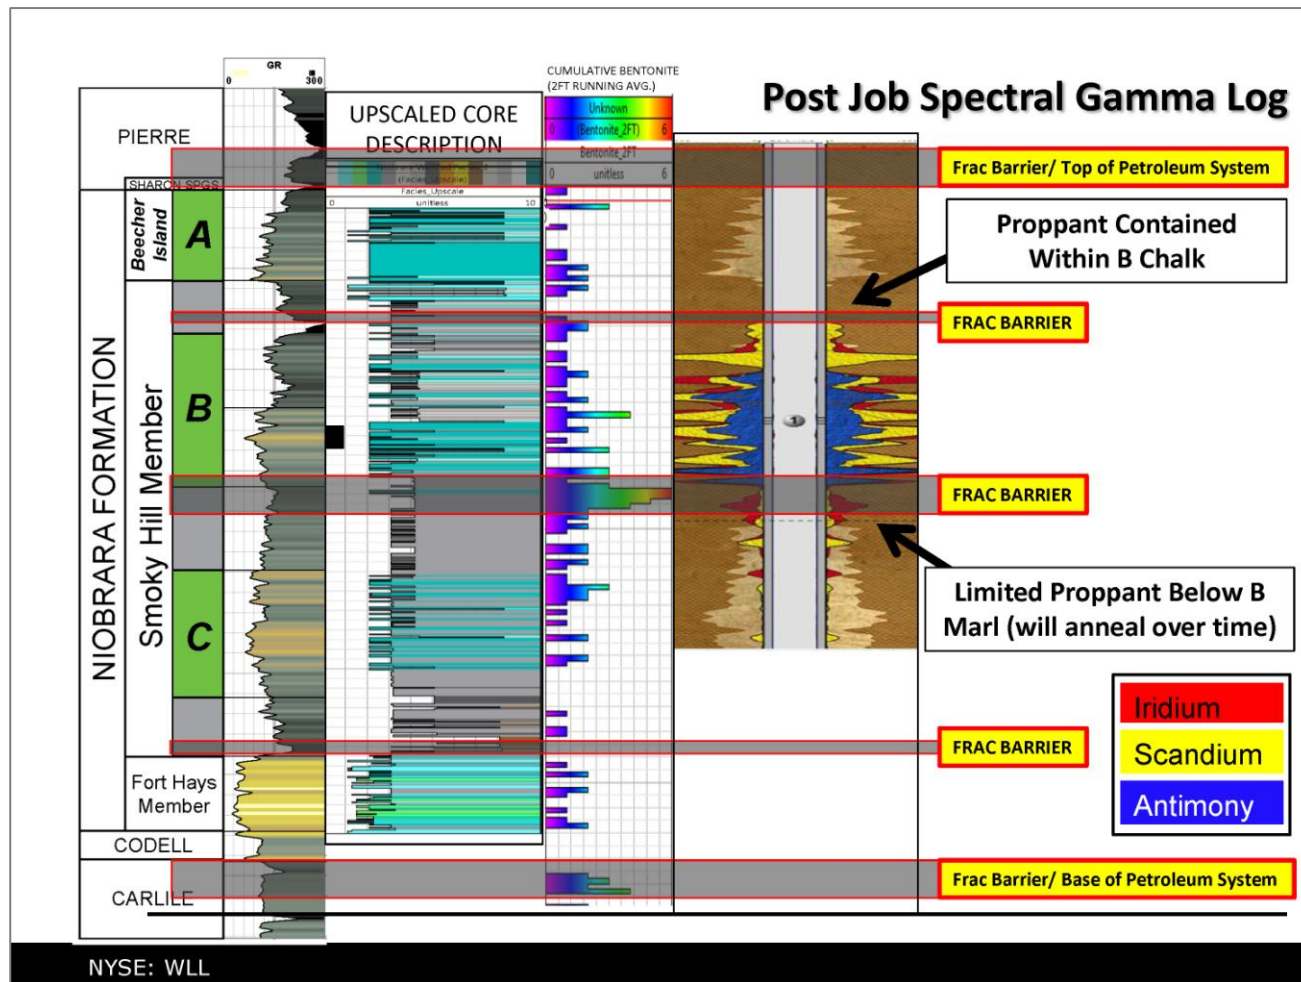 Post Job Spectral Gamma Log
GR
0 300
UPSCALED CORE
DESCRIPTION
(Facies_Upscale)
Facies_Upscale
0 unitless 10
CUMULATIVE BENTONITE
(2FT RUNNING AVG.)
Unknown
0 (Bentonite_2FT) 6
Bentonite_2FT
0 unitless 6
PIERRE
SHARON SPGS
NIOBRARA FORMATION
Beecher
Island
Smoky Hill Member
A
B
C
Fort Hays
Member
CODELL
CARLILE
1
Frac Barrier/ Top of Petroleum System
Proppant Contained
Within B Chalk
FRAC BARRIER
FRAC BARRIER
Limited Proppant Below B
Marl (will anneal over time)
Iridium
Scandium
Antimony
FRAC BARRIER
Frac Barrier/ Base of Petroleum System
NYSE: WLL